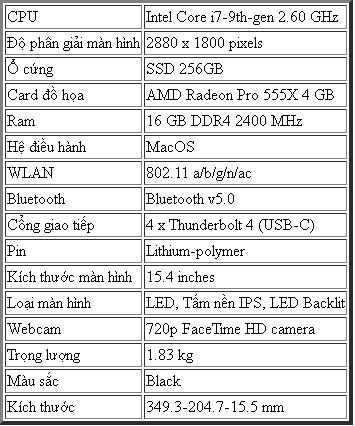 CPU Intel Core i7-9th-gen 2.60 GHz
Độ phân giải màn hình 2880 x 1800 pixels
Ổ cứng SSD 256GB
Card đồ họa AMD Radeon Pro 555X 4 GB
Ram 16 GB DDR4 2400 MHz
Hệ điều hành MacOS
WLAN 802.11 a/b/g/n/ac
Bluetooth Bluetooth v5.0
Cổng giao tiếp 4 x Thunderbolt 4 (USB-C)
Pin Lithium-polymer
Kích thước màn hình 15.4 inches
Loại màn hình LED, Tấm nền IPS, LED Backlit
Webcam 720p FaceTime HD camera
Trọng lượng 1.83 kg
Màu sắc Black
Kích thước 349.3-204.7-15.5 mm